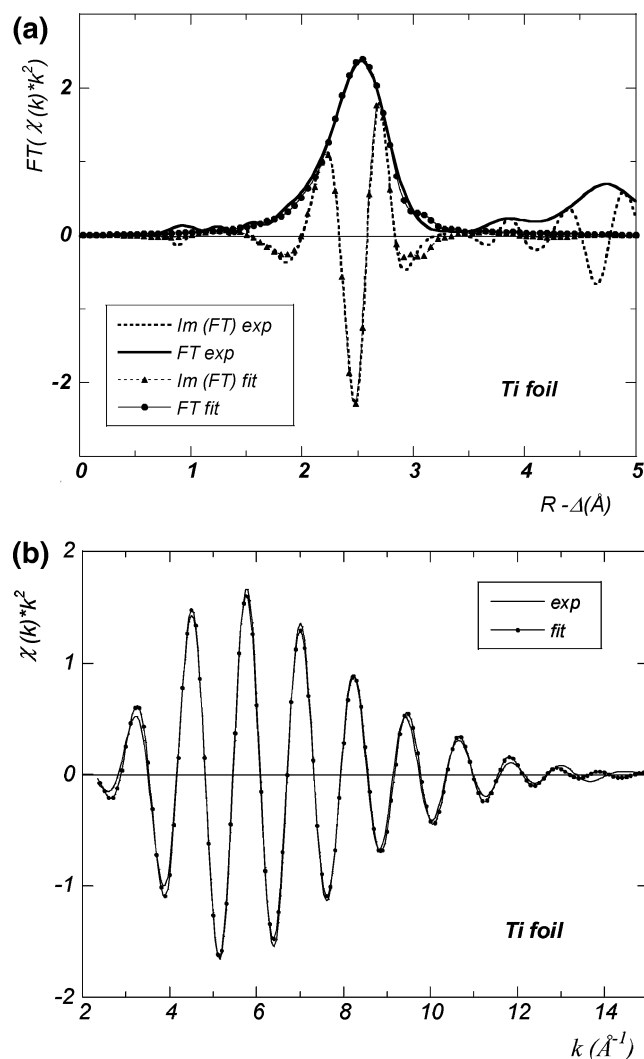 (a)
FT(χ(k)*k²)
2
0
-2
Im (FT) exp
FT exp
Im (FT) fit
FT fit
Ti foil
0 1 2 3 4 5
R - Δ(Å)
(b)
χ(k)*k²
2
1
0
-1
-2
exp
fit
Ti foil
2 4 6 8 10 12 14
k (Å⁻¹)